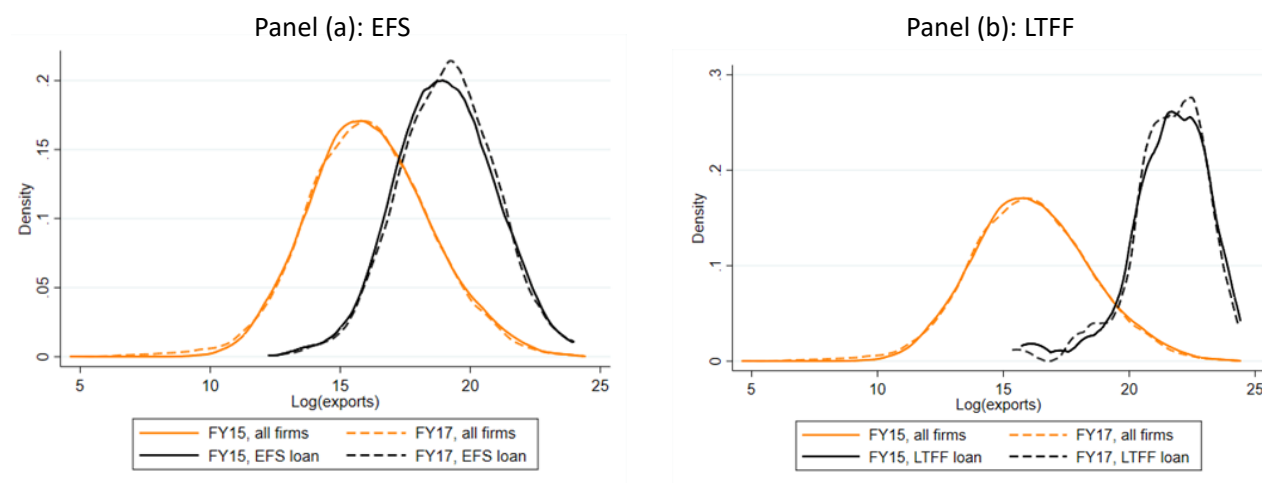 Panel (a): EFS
Density
0
.05
.1
.15
.2
5 10 15 20 25
Log(exports)
FY15, all firms FY17, all firms
FY15, EFS loan FY17, EFS loan
Panel (b): LTFF
Density
0
.1
.2
.3
5 10 15 20 25
Log(exports)
FY15, all firms FY17, all firms
FY15, LTFF loan FY17, LTFF loan